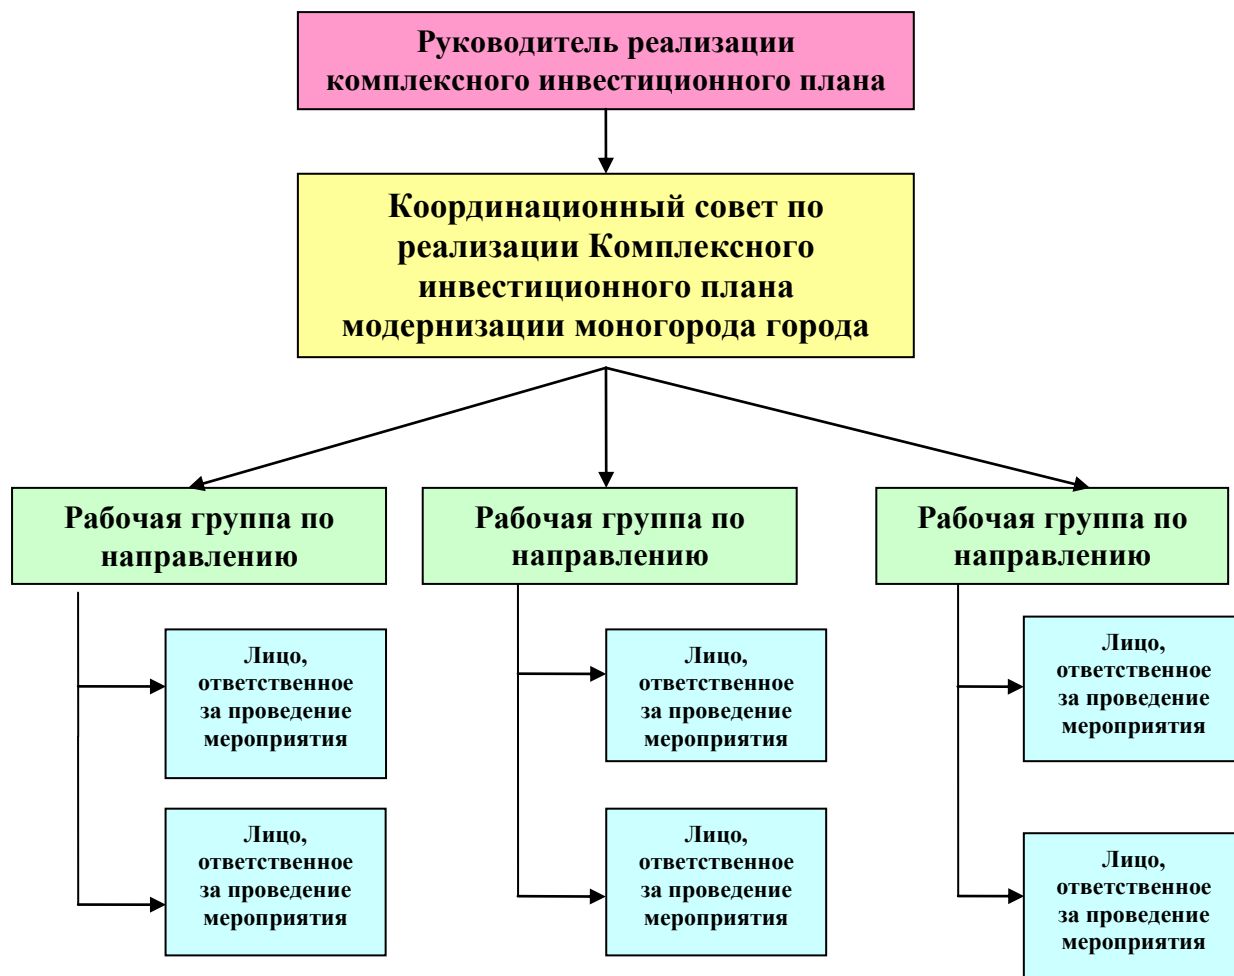 Руководитель реализации
комплексного инвестиционного плана
Координационный совет по
реализации Комплексного
инвестиционного плана
модернизации моногорода города
Рабочая группа по
направлению
Рабочая группа по
направлению
Рабочая группа по
направлению
Лицо,
ответственное
за проведение
мероприятия
Лицо,
ответственное
за проведение
мероприятия
Лицо,
ответственное
за проведение
мероприятия
Лицо,
ответственное
за проведение
мероприятия
Лицо,
ответственное
за проведение
мероприятия
Лицо,
ответственное
за проведение
мероприятия